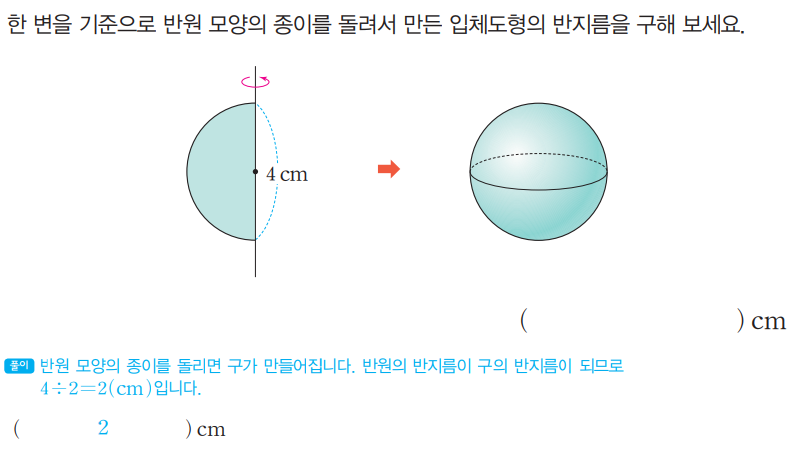 한 변을 기준으로 반원 모양의 종이를 돌려서 만든 입체도형의 반지름을 구해 보세요.
4 cm
( ) cm
풀이 반원 모양의 종이를 돌리면 구가 만들어집니다. 반원의 반지름이 구의 반지름이 되므로
4÷2=2(cm)입니다.
( 2 ) cm